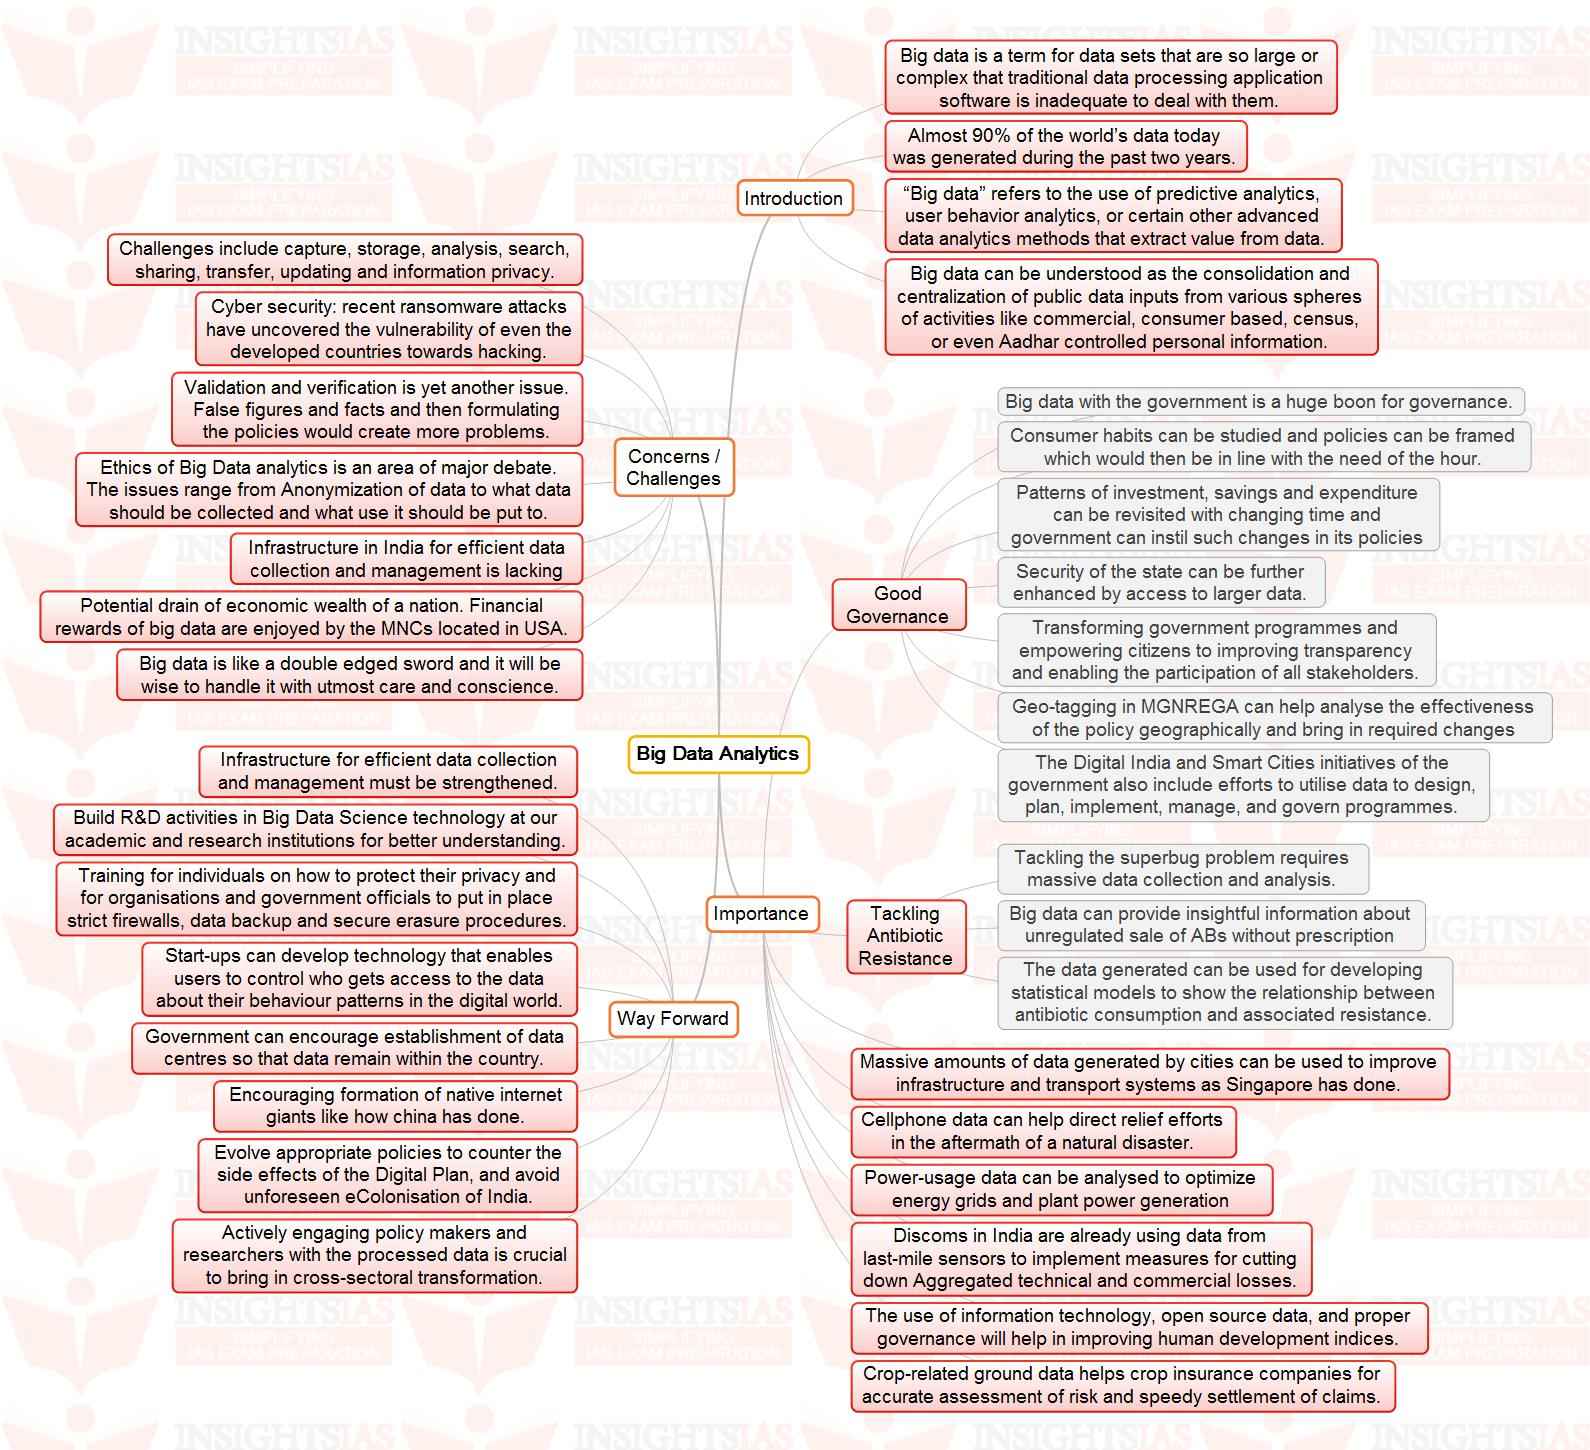 INSIGHTSIAS
SIMPLIFYING
IAS EXAM PREPARATION
Big Data Analytics
Introduction
Big data is a term for data sets that are so large or
complex that traditional data processing application
software is inadequate to deal with them.
Almost 90% of the world’s data today
was generated during the past two years.
“Big data” refers to the use of predictive analytics,
user behavior analytics, or certain other advanced
data analytics methods that extract value from data.
Big data can be understood as the consolidation and
centralization of public data inputs from various spheres
of activities like commercial, consumer based, census,
or even Aadhar controlled personal information.
Concerns /
Challenges
Challenges include capture, storage, analysis, search,
sharing, transfer, updating and information privacy.
Cyber security: recent ransomware attacks
have uncovered the vulnerability of even the
developed countries towards hacking.
Validation and verification is yet another issue.
False figures and facts and then formulating
the policies would create more problems.
Ethics of Big Data analytics is an area of major debate.
The issues range from Anonymization of data to what data
should be collected and what use it should be put to.
Infrastructure in India for efficient data
collection and management is lacking
Potential drain of economic wealth of a nation. Financial
rewards of big data are enjoyed by the MNCs located in USA.
Big data is like a double edged sword and it will be
wise to handle it with utmost care and conscience.
Importance
Good
Governance
Big data with the government is a huge boon for governance.
Consumer habits can be studied and policies can be framed
which would then be in line with the need of the hour.
Patterns of investment, savings and expenditure
can be revisited with changing time and
government can instil such changes in its policies
Security of the state can be further
enhanced by access to larger data.
Transforming government programmes and
empowering citizens to improving transparency
and enabling the participation of all stakeholders.
Geo-tagging in MGNREGA can help analyse the effectiveness
of the policy geographically and bring in required changes
The Digital India and Smart Cities initiatives of the
government also include efforts to utilise data to design,
plan, implement, manage, and govern programmes.
Tackling
Antibiotic
Resistance
Tackling the superbug problem requires
massive data collection and analysis.
Big data can provide insightful information about
unregulated sale of ABs without prescription
The data generated can be used for developing
statistical models to show the relationship between
antibiotic consumption and associated resistance.
Massive amounts of data generated by cities can be used to improve
infrastructure and transport systems as Singapore has done.
Cellphone data can help direct relief efforts
in the aftermath of a natural disaster.
Power-usage data can be analysed to optimize
energy grids and plant power generation
Discoms in India are already using data from
last-mile sensors to implement measures for cutting
down Aggregated technical and commercial losses.
The use of information technology, open source data, and proper
governance will help in improving human development indices.
Crop-related ground data helps crop insurance companies for
accurate assessment of risk and speedy settlement of claims.
Way Forward
Infrastructure for efficient data collection
and management must be strengthened.
Build R&D activities in Big Data Science technology at our
academic and research institutions for better understanding.
Training for individuals on how to protect their privacy and
for organisations and government officials to put in place
strict firewalls, data backup and secure erasure procedures.
Start-ups can develop technology that enables
users to control who gets access to the data
about their behaviour patterns in the digital world.
Government can encourage establishment of data
centres so that data remain within the country.
Encouraging formation of native internet
giants like how china has done.
Evolve appropriate policies to counter the
side effects of the Digital Plan, and avoid
unforeseen eColonisation of India.
Actively engaging policy makers and
researchers with the processed data is crucial
to bring in cross-sectoral transformation.